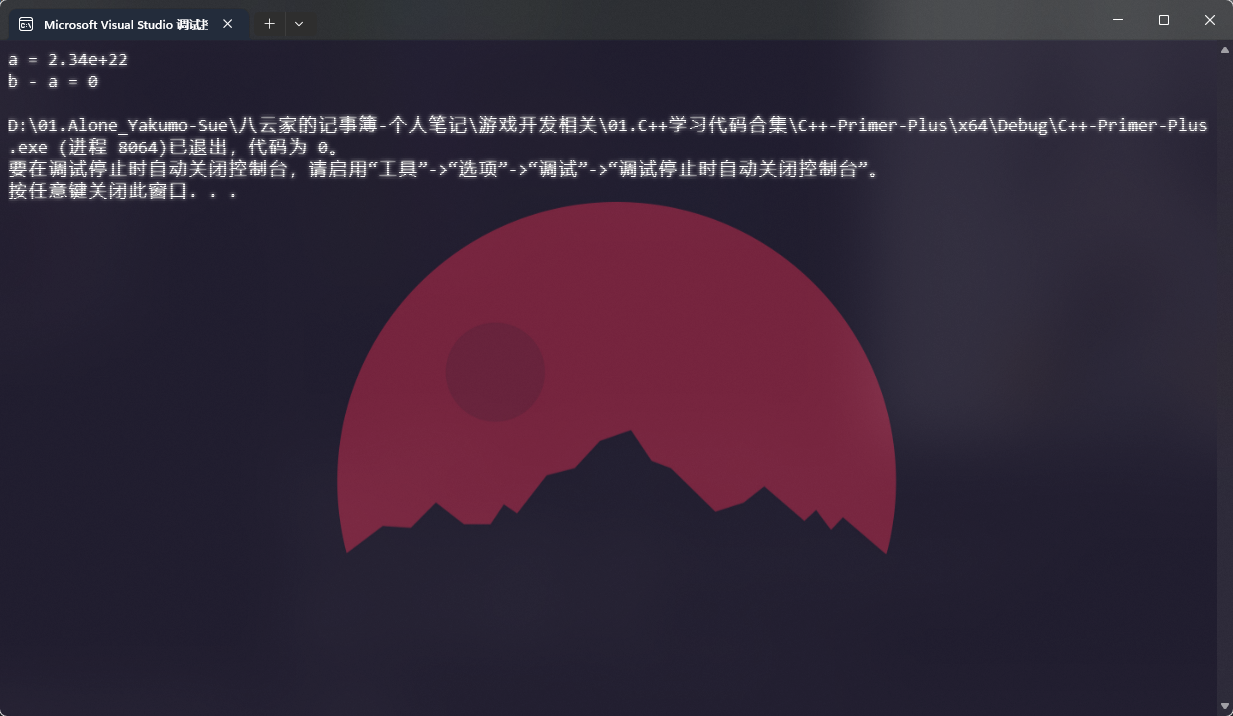 Microsoft Visual Studio 调试
a = 2.34e+22
b - a = 0
D:\01.Alone_Yakumo-Sue\八云家的记事簿-个人笔记\游戏开发相关\01.C++学习代码合集\C++-Primer-Plus\x64\Debug\C++-Primer-Plus
.exe (进程 8064)已退出，代码为 0。
要在调试停止时自动关闭控制台，请启用“工具”->“选项”->“调试”->“调试停止时自动关闭控制台”。
按任意键关闭此窗口. . .